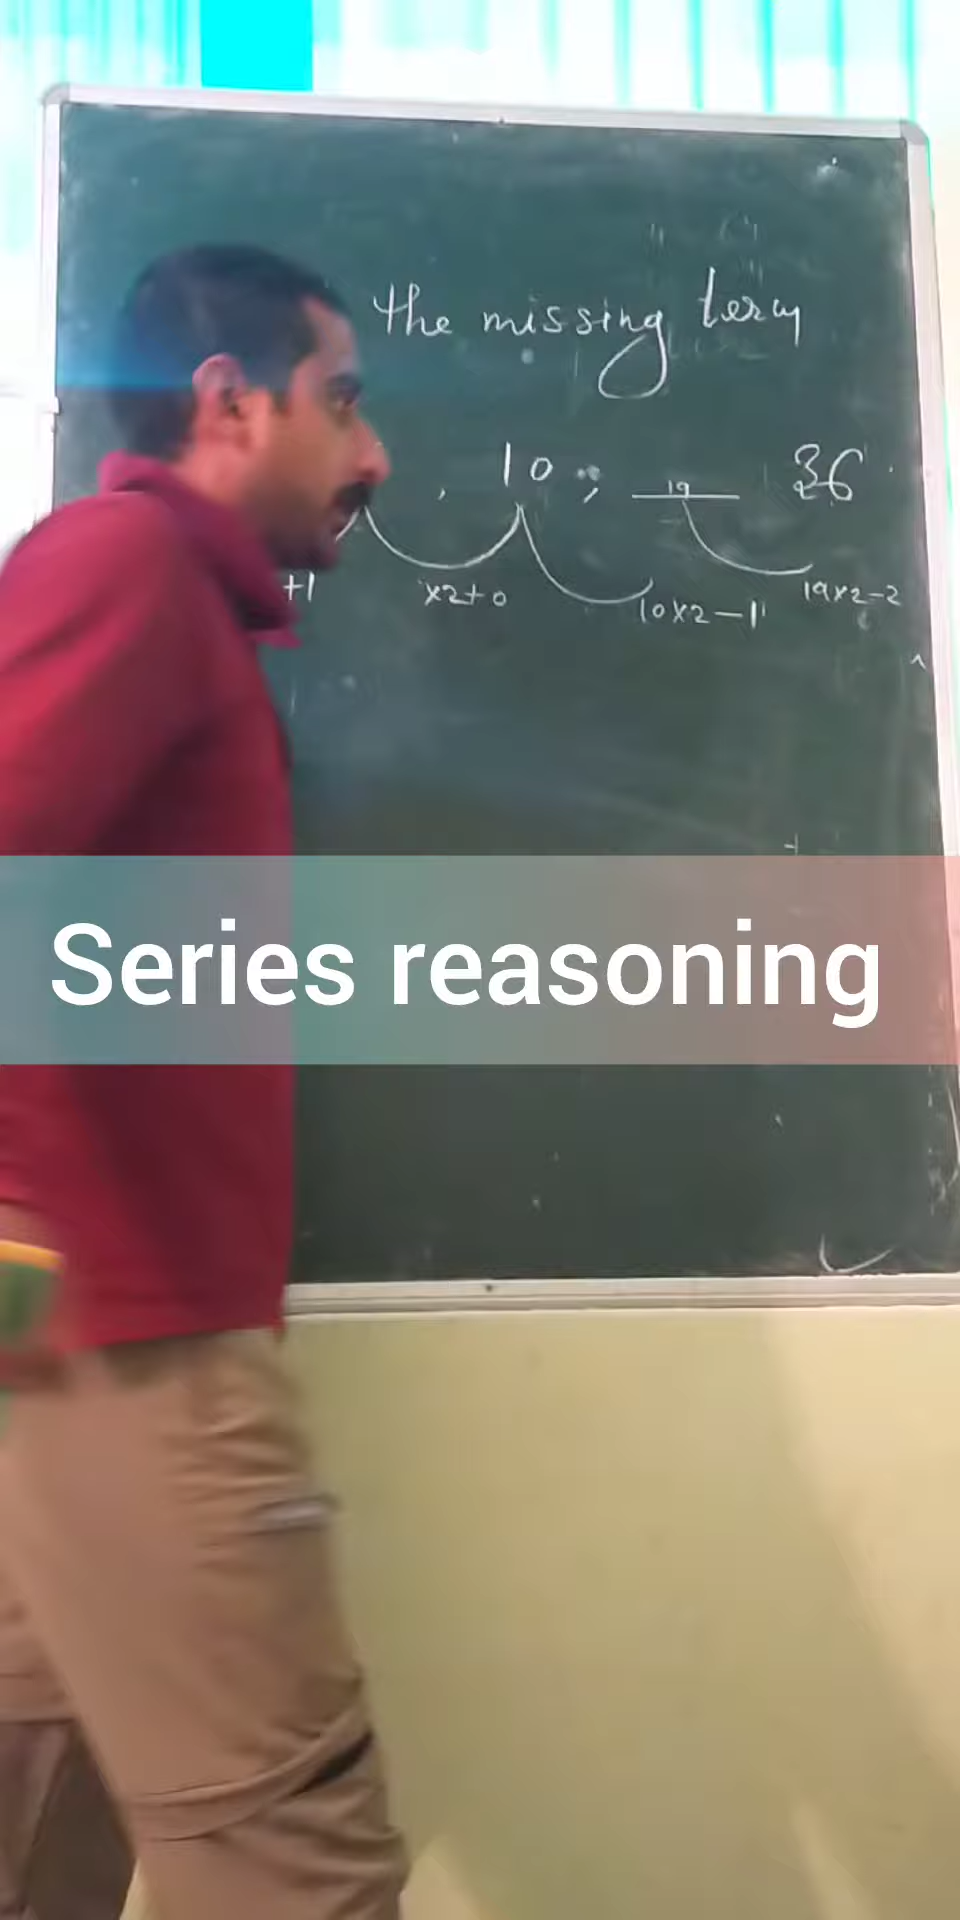 the missing term
, 10 , 19 36
+1 x2+0 10x2-1 19x2-2
Series reasoning